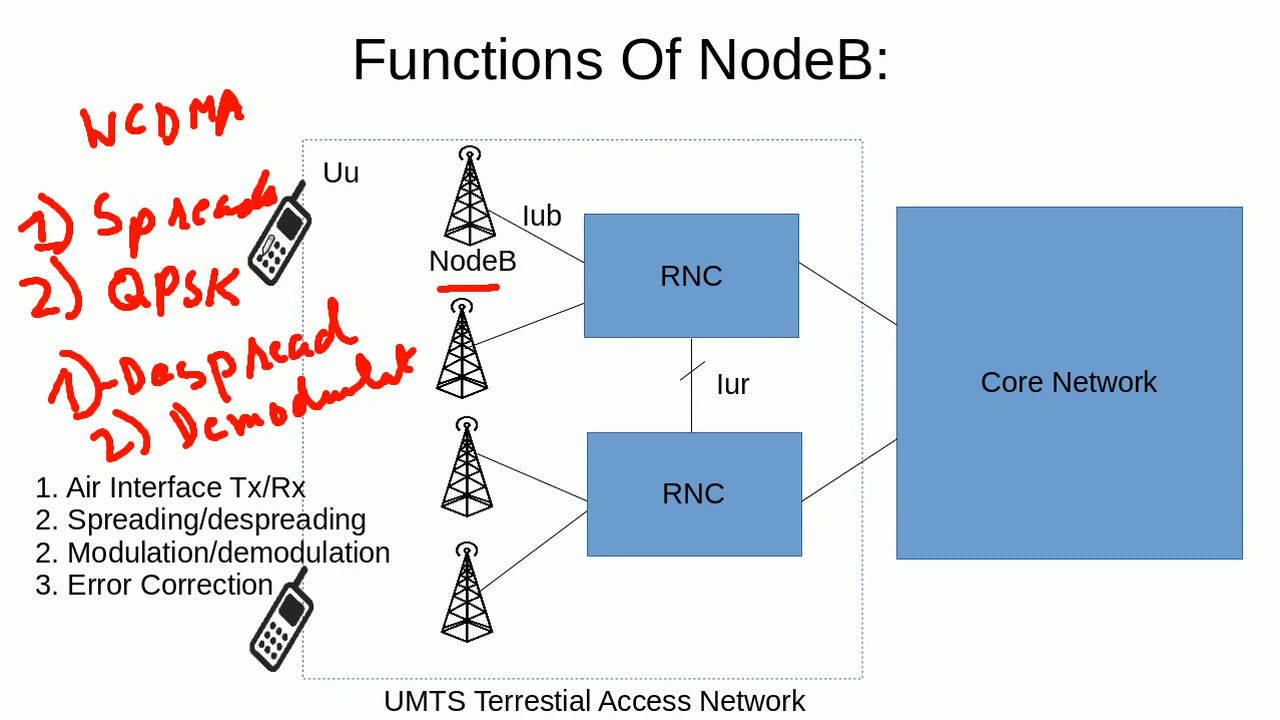 Functions Of NodeB:
WCDMA
1) Spread
2) QPSK
1) Despread
2) Demodulat
Uu
Iub
NodeB
RNC
Iur
RNC
Core Network
1. Air Interface Tx/Rx
2. Spreading/despreading
2. Modulation/demodulation
3. Error Correction
UMTS Terrestial Access Network